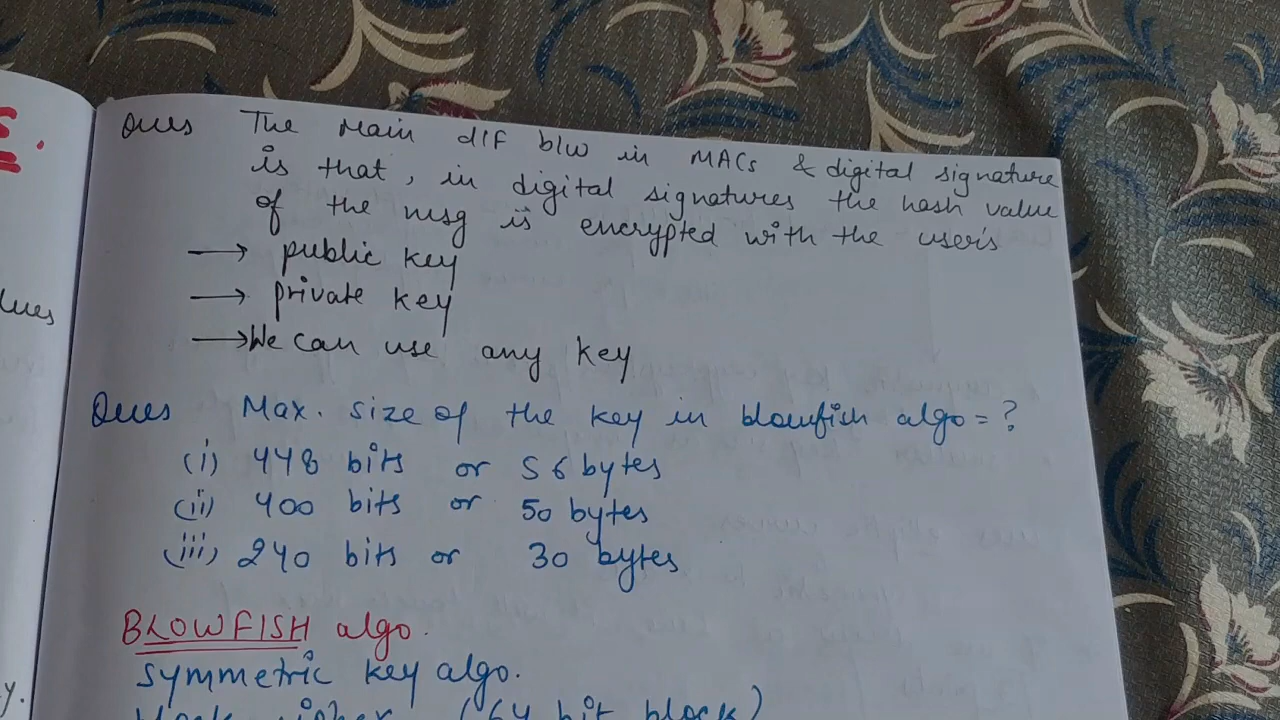 E.
Ques The Main dif b/w in MACs & digital signature
is that, in digital signatures the hash value
of the msg is encrypted with the user's
→ public key
→ private key
→ We can use any key
Ques Max. size of the key in blowfish algo = ?
(i) 448 bits or 56 bytes
(ii) 400 bits or 50 bytes
(iii) 240 bits or 30 bytes
BLOWFISH algo.
Symmetric key algo.
(64 bit block)